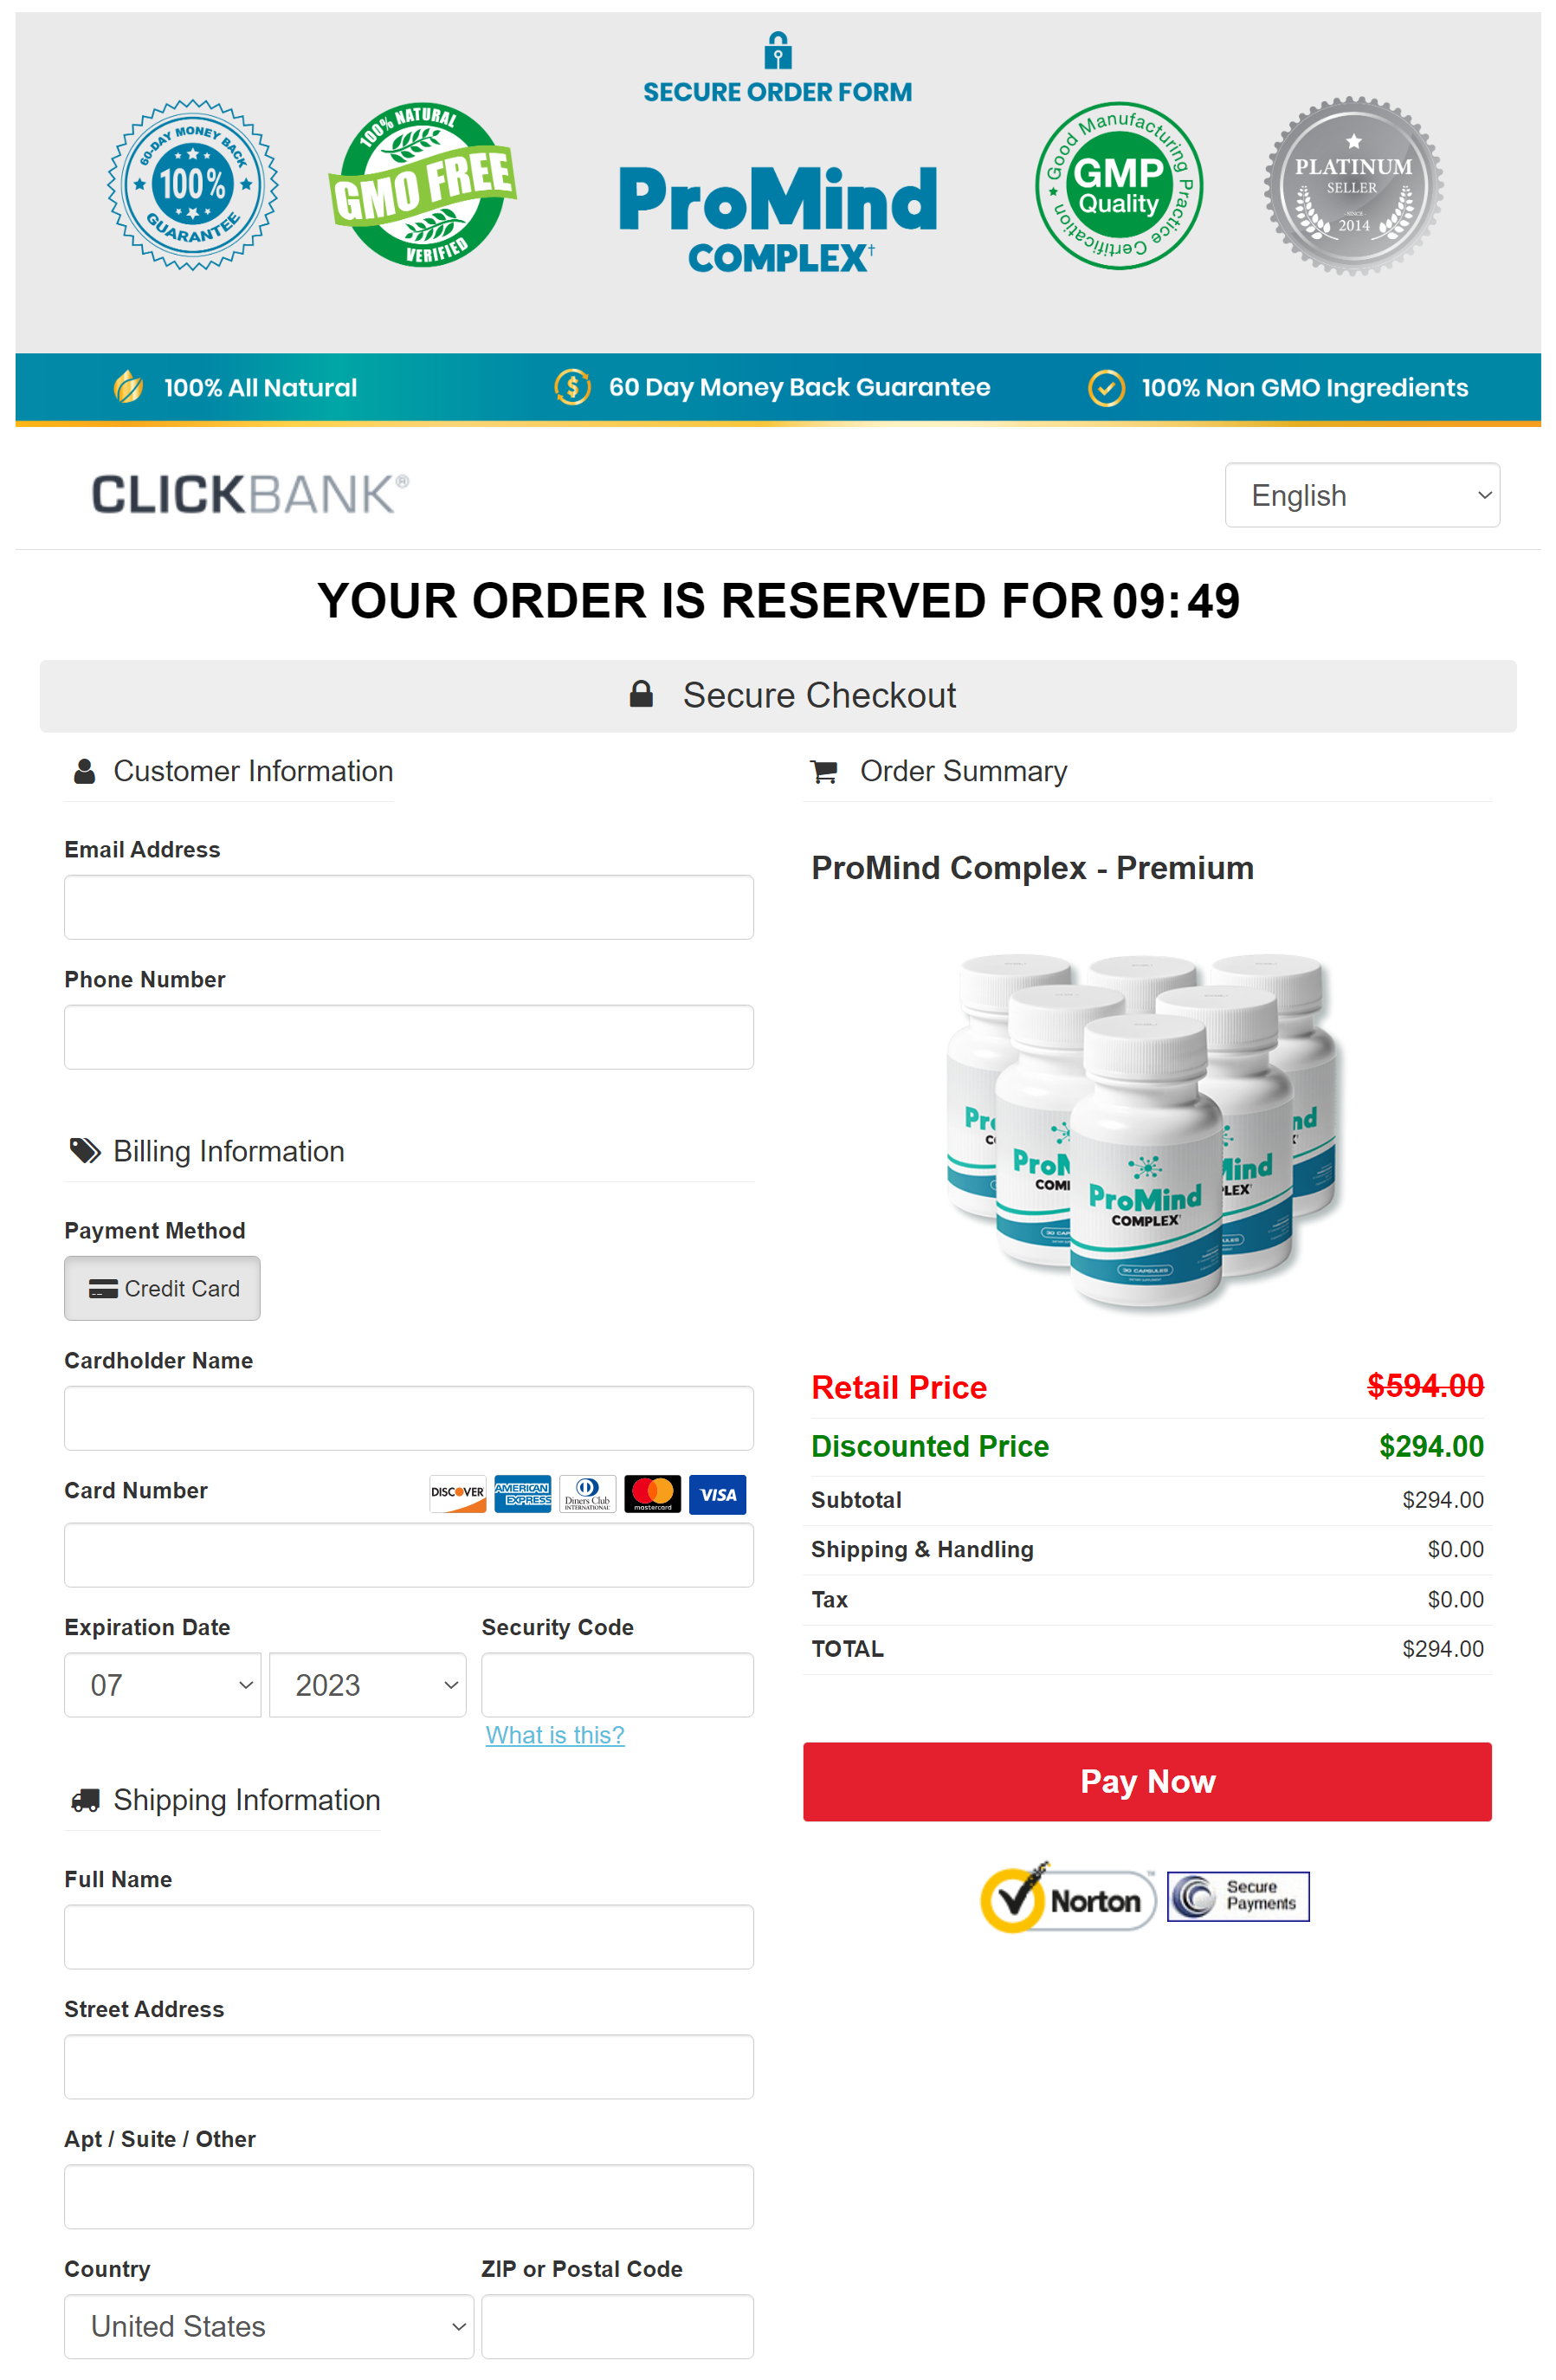 SECURE ORDER FORM
60-DAY MONEY BACK
100%
GUARANTEE
100% NATURAL
GMO FREE
VERIFIED
ProMind
COMPLEX†
Good Manufacturing Practice Certification
GMP
Quality
PLATINUM
SELLER
SINCE
2014
100% All Natural
60 Day Money Back Guarantee
100% Non GMO Ingredients
CLICKBANK®
English
YOUR ORDER IS RESERVED FOR 09:49
Secure Checkout
Customer Information
Email Address
Phone Number
Billing Information
Payment Method
Credit Card
Cardholder Name
Card Number
DISCOVER
AMERICAN
EXPRESS
Diners Club
INTERNATIONAL
mastercard
VISA
Expiration Date
Security Code
07
2023
What is this?
Shipping Information
Full Name
Street Address
Apt / Suite / Other
Country
ZIP or Postal Code
United States
Order Summary
ProMind Complex - Premium
ProMind
COMPLEX†
30 CAPSULES
Retail Price $594.00
Discounted Price $294.00
Subtotal $294.00
Shipping & Handling $0.00
Tax $0.00
TOTAL $294.00
Pay Now
Norton
Secure
Payments